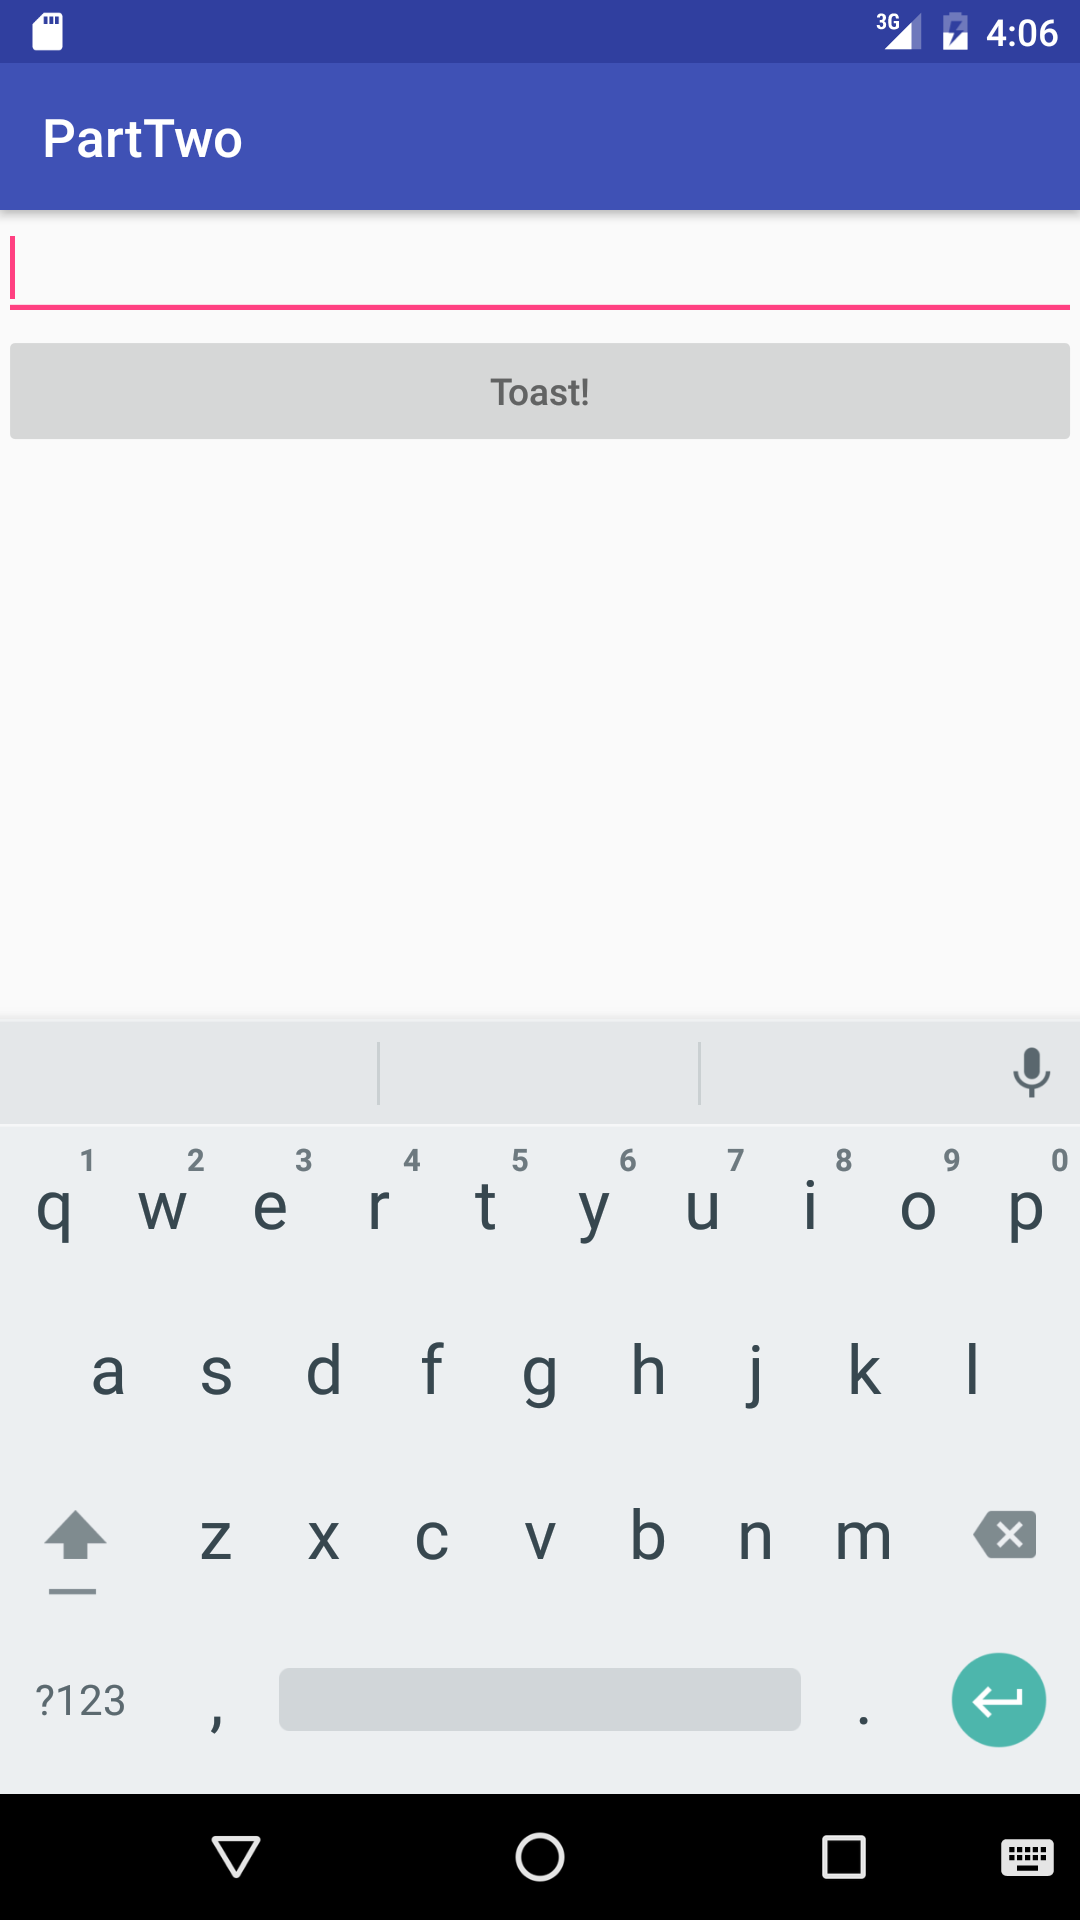 3G 4:06
PartTwo
Toast!
1 2 3 4 5 6 7 8 9 0
q w e r t y u i o p
a s d f g h j k l
z x c v b n m
?123 , .